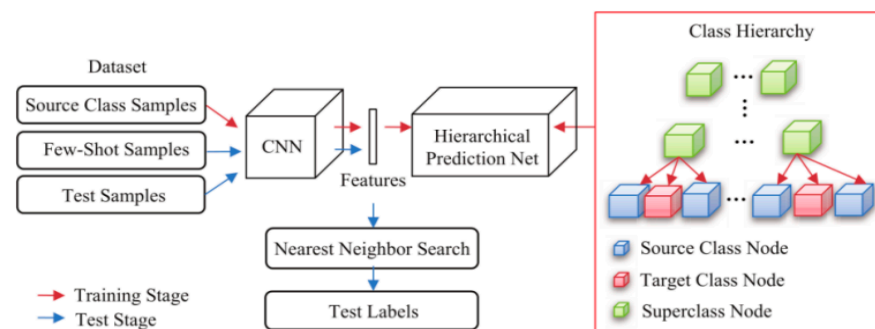 Class Hierarchy
Dataset
Source Class Samples
Few-Shot Samples
Test Samples
CNN
Features
Hierarchical
Prediction Net
Nearest Neighbor Search
Test Labels
Training Stage
Test Stage
Source Class Node
Target Class Node
Superclass Node